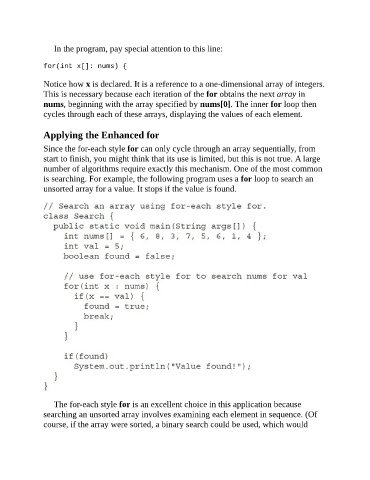 In the program, pay special attention to this line:
for(int x[]: nums) {
Notice how x is declared. It is a reference to a one-dimensional array of integers.
This is necessary because each iteration of the for obtains the next array in
nums, beginning with the array specified by nums[0]. The inner for loop then
cycles through each of these arrays, displaying the values of each element.
Applying the Enhanced for
Since the for-each style for can only cycle through an array sequentially, from
start to finish, you might think that its use is limited, but this is not true. A large
number of algorithms require exactly this mechanism. One of the most common
is searching. For example, the following program uses a for loop to search an
unsorted array for a value. It stops if the value is found.
// Search an array using for-each style for.
class Search {
  public static void main(String args[]) {
    int nums[] = { 6, 8, 3, 7, 5, 6, 1, 4 };
    int val = 5;
    boolean found = false;

    // use for-each style for to search nums for val
    for(int x : nums) {
      if(x == val) {
        found = true;
        break;
      }
    }

    if(found)
      System.out.println("Value found!");
  }
}
The for-each style for is an excellent choice in this application because
searching an unsorted array involves examining each element in sequence. (Of
course, if the array were sorted, a binary search could be used, which would